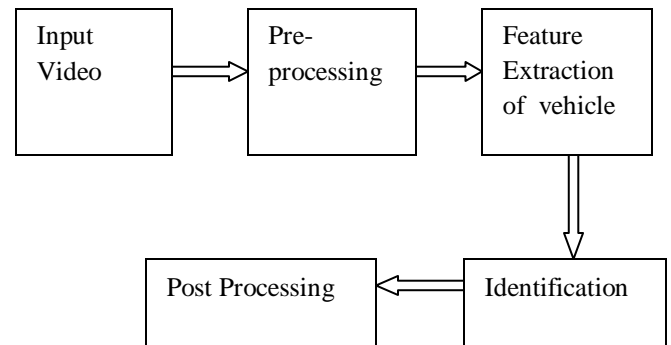 Input
Video
Pre-
processing
Feature
Extraction
of vehicle
Identification
Post Processing